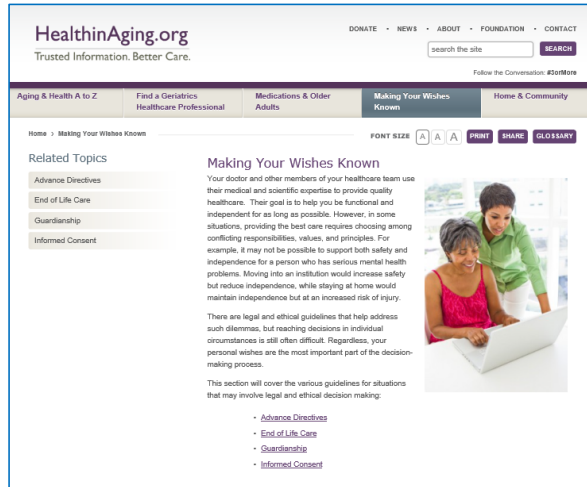 HealthinAging.org
Trusted Information. Better Care.
DONATE • NEWS • ABOUT • FOUNDATION • CONTACT
search the site
SEARCH
Follow the Conversation: #3orMore
Aging & Health A to Z
Find a Geriatrics
Healthcare Professional
Medications & Older
Adults
Making Your Wishes
Known
Home & Community
Home > Making Your Wishes Known
FONT SIZE A A A PRINT SHARE GLOSSARY
Related Topics
Advance Directives
End of Life Care
Guardianship
Informed Consent
Making Your Wishes Known
Your doctor and other members of your healthcare team use
their medical and scientific expertise to provide quality
healthcare. Their goal is to help you be functional and
independent for as long as possible. However, in some
situations, providing the best care requires choosing among
conflicting responsibilities, values, and principles. For
example, it may not be possible to support both safety and
independence for a person who has serious mental health
problems. Moving into an institution would increase safety
but reduce independence, while staying at home would
maintain independence but at an increased risk of injury.
There are legal and ethical guidelines that help address
such dilemmas, but reaching decisions in individual
circumstances is still often difficult. Regardless, your
personal wishes are the most important part of the decision-
making process.
This section will cover the various guidelines for situations
that may involve legal and ethical decision making:
• Advance Directives
• End of Life Care
• Guardianship
• Informed Consent